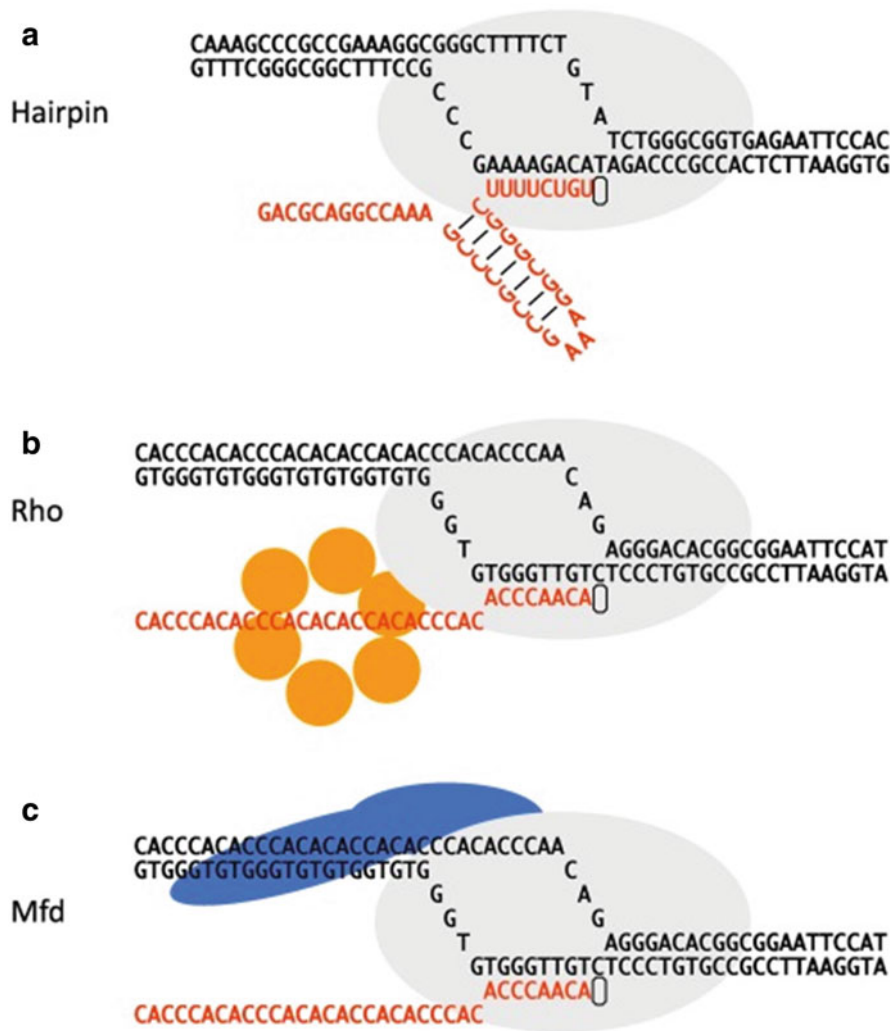 a
CAAAGCCCGCCGAAAGGCGGGCTTTTCT
GTTTCGGGCGGCTTTCCG
G
T
A
C
C
C
Hairpin
TCTGGGCGGTGAGAATTCCAC
GAAAAGACATAGACCCGCCACTCTTAAGGTG
UUUUCUGU
GACGCAGGCCAAA
GCCCGCCGAAAGGCGGGC
b
CACCCACACCCACACACCACACCCACACCCAA
GTGGGTGTGGGTGTGTGGTGTG
C
A
G
G
G
T
Rho
AGGGACACGGCGGAATTCCAT
GTGGGTTGTCTCCCTGTGCCGCCTTAAGGTA
ACCCAACA
CACCCACACCCACACACCACACCCAC
c
CACCCACACCCACACACCACACCCACACCCAA
GTGGGTGTGGGTGTGTGGTGTG
C
A
G
G
G
T
Mfd
AGGGACACGGCGGAATTCCAT
GTGGGTTGTCTCCCTGTGCCGCCTTAAGGTA
ACCCAACA
CACCCACACCCACACACCACACCCAC